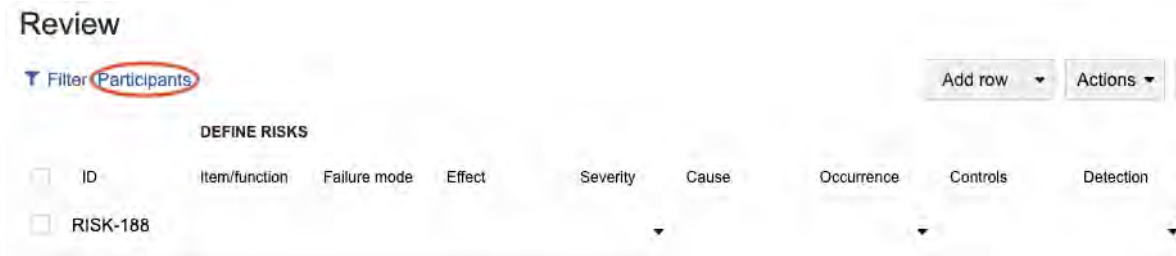 Review
Filter Participants Add row Actions
DEFINE RISKS
ID Item/function Failure mode Effect Severity Cause Occurrence Controls Detection
RISK-188